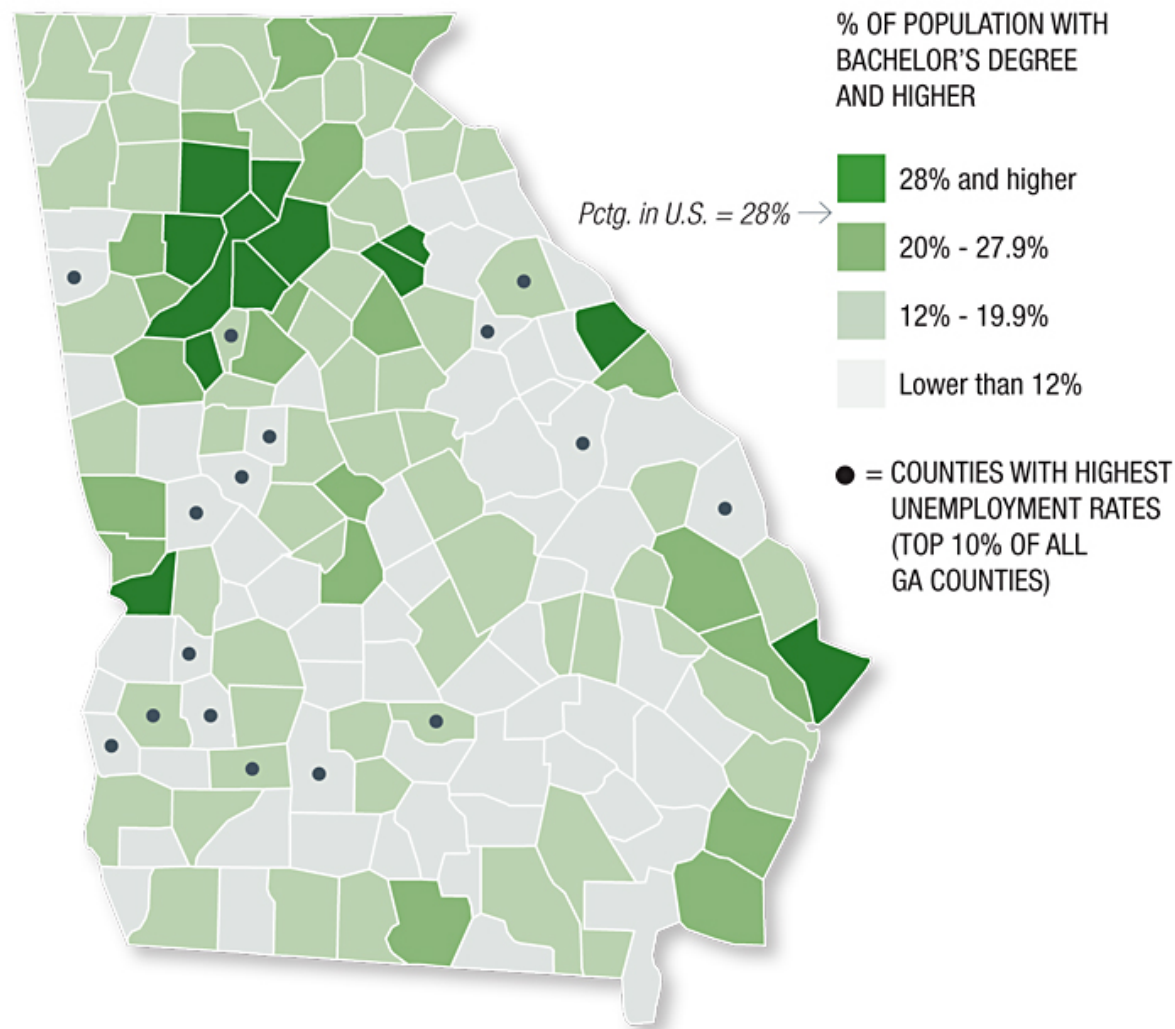 % OF POPULATION WITH
BACHELOR'S DEGREE
AND HIGHER
28% and higher
Pctg. in U.S. = 28%
20% - 27.9%
12% - 19.9%
Lower than 12%
= COUNTIES WITH HIGHEST
UNEMPLOYMENT RATES
(TOP 10% OF ALL
GA COUNTIES)